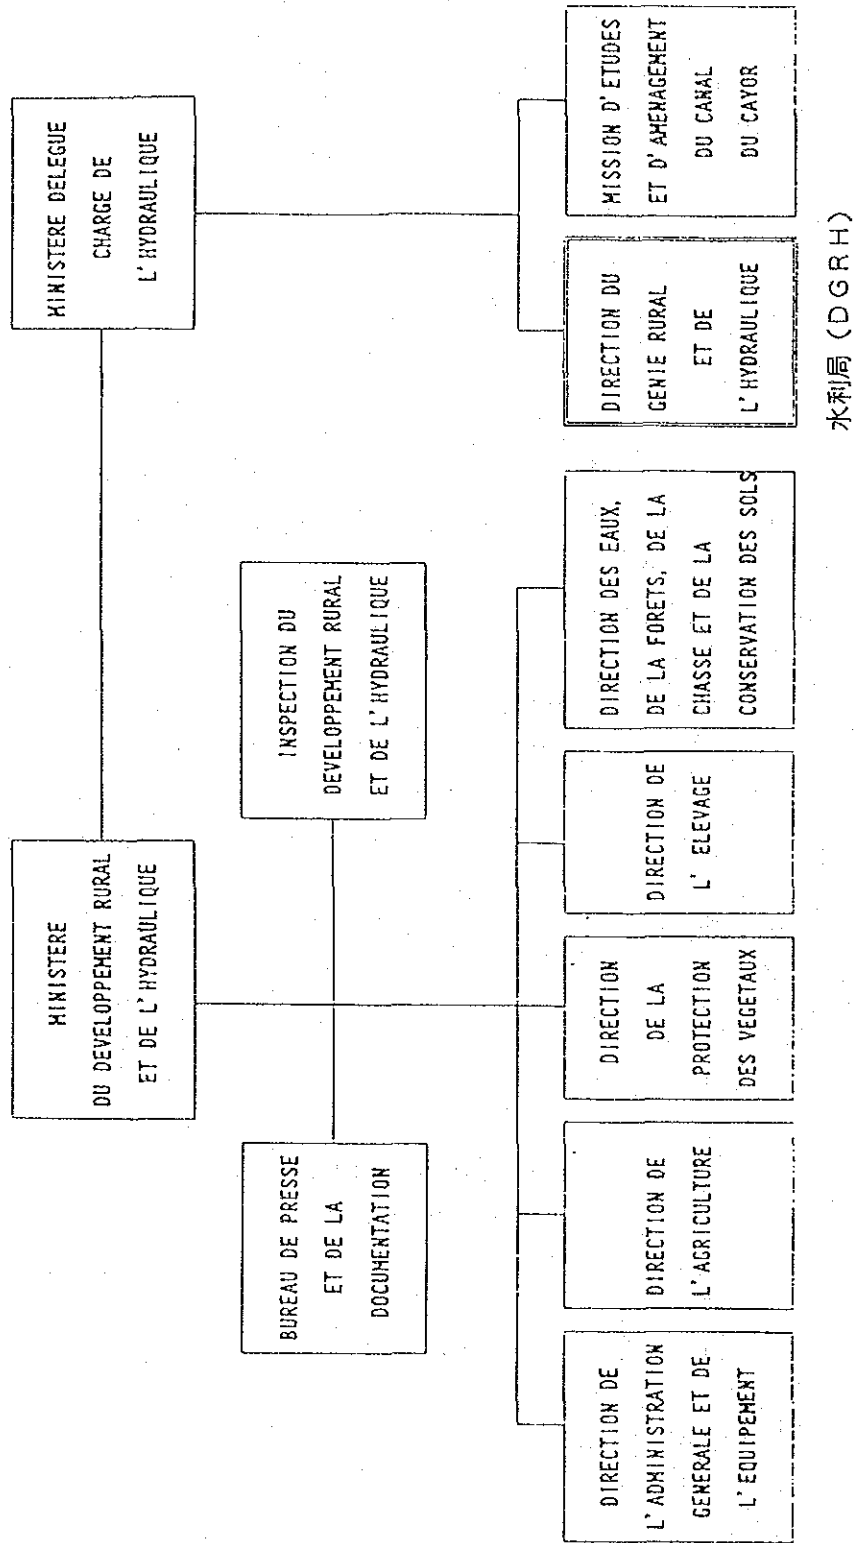 MINISTERE
DU DEVELOPPEMENT RURAL
ET DE L'HYDRAULIQUE
MINISTERE DELEGUE
CHARGE DE
L'HYDRAULIQUE
BUREAU DE PRESSE
ET DE LA
DOCUMENTATION
INSPECTION DU
DEVELOPPEMENT RURAL
ET DE L'HYDRAULIQUE
DIRECTION DE
L'ADMINISTRATION
GENERALE ET DE
L'EQUIPEMENT
DIRECTION DE
L'AGRICULTURE
DIRECTION
DE LA
PROTECTION
DES VEGETAUX
DIRECTION DE
L' ELEVAGE
DIRECTION DES EAUX,
DE LA FORETS, DE LA
CHASSE ET DE LA
CONSERVATION DES SOLS
DIRECTION DU
GENIE RURAL
ET DE
L'HYDRAULIQUE
MISSION D'ETUDES
ET D'AMENAGEMENT
DU CANAL
DU CAYOR
水利局 (DGRH)